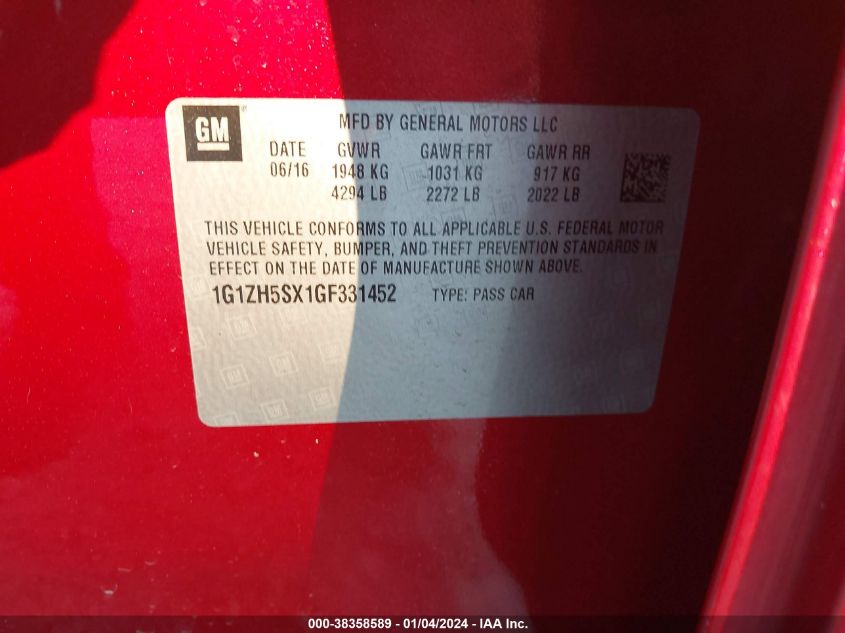 GM
MFD BY GENERAL MOTORS LLC
DATE GVWR GAWR FRT GAWR RR
06/16 1948 KG 1031 KG 917 KG
4294 LB 2272 LB 2022 LB
THIS VEHICLE CONFORMS TO ALL APPLICABLE U.S. FEDERAL MOTOR
VEHICLE SAFETY, BUMPER, AND THEFT PREVENTION STANDARDS IN
EFFECT ON THE DATE OF MANUFACTURE SHOWN ABOVE.
1G1ZH5SX1GF331452 TYPE: PASS CAR
000-38358589 - 01/04/2024 - IAA Inc.